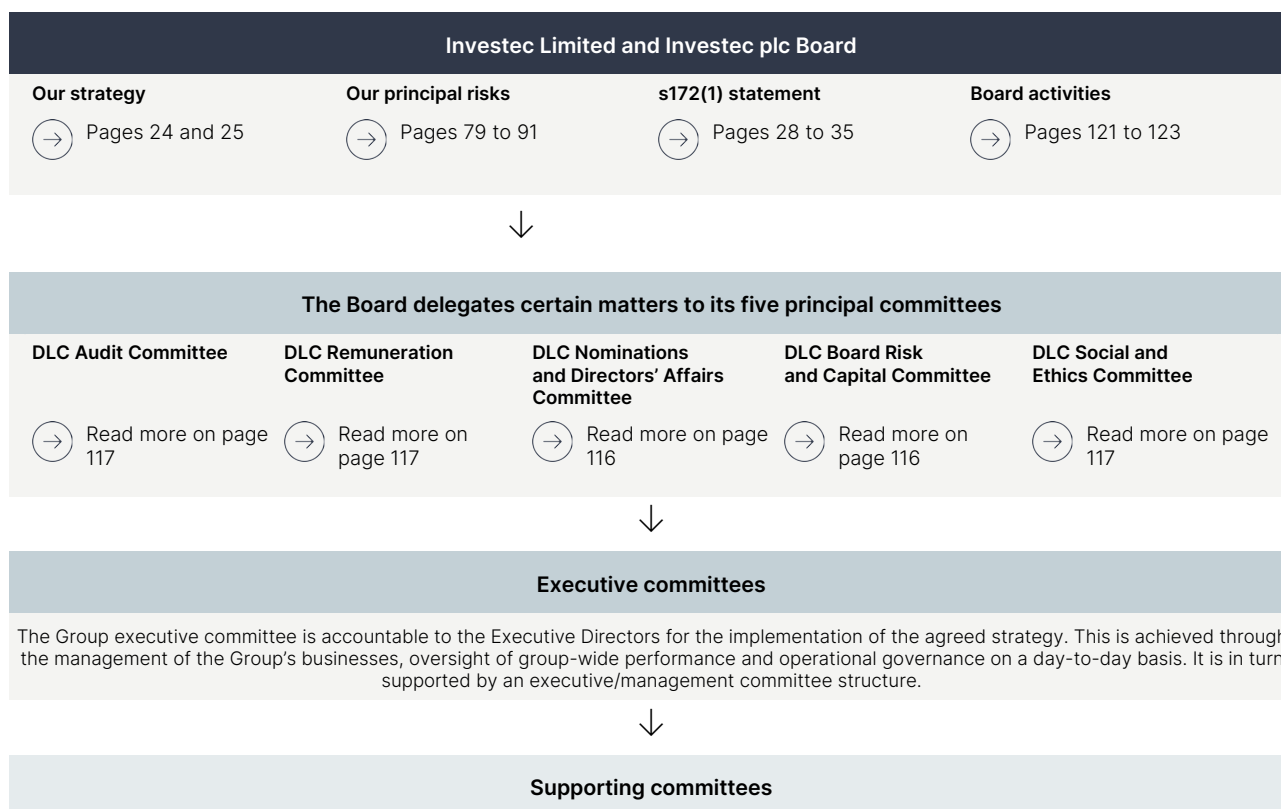 Investec Limited and Investec plc Board
Our strategy
Pages 24 and 25
Our principal risks
Pages 79 to 91
s172(1) statement
Pages 28 to 35
Board activities
Pages 121 to 123
The Board delegates certain matters to its five principal committees
DLC Audit Committee
Read more on page
117
DLC Remuneration
Committee
Read more on
page 117
DLC Nominations
and Directors’ Affairs
Committee
Read more on page
116
DLC Board Risk
and Capital Committee
Read more on
page 116
DLC Social and
Ethics Committee
Read more on page
117
Executive committees
The Group executive committee is accountable to the Executive Directors for the implementation of the agreed strategy. This is achieved through
the management of the Group’s businesses, oversight of group-wide performance and operational governance on a day-to-day basis. It is in turn
supported by an executive/management committee structure.
Supporting committees